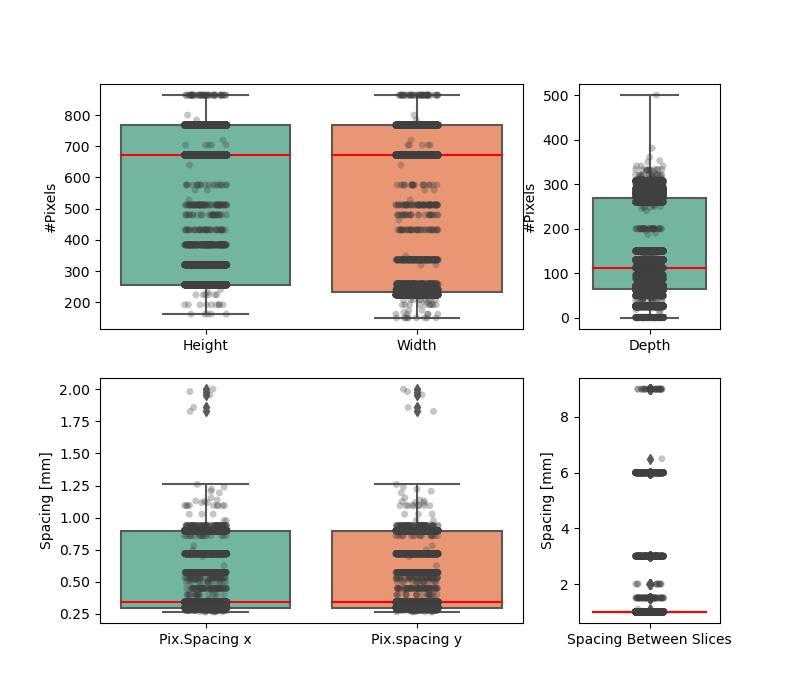 #Pixels
800
700
600
500
400
300
200
Height
Width
#Pixels
500
400
300
200
100
0
Depth
Spacing [mm]
2.00
1.75
1.50
1.25
1.00
0.75
0.50
0.25
Pix.Spacing x
Pix.spacing y
Spacing [mm]
8
6
4
2
Spacing Between Slices